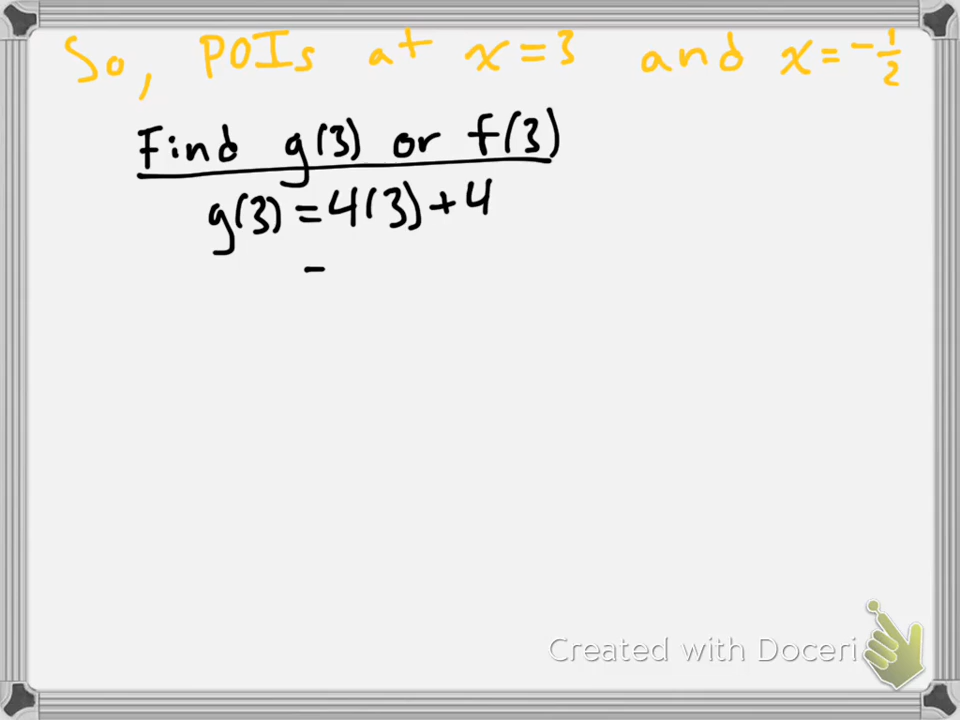 So, POIs at x=3 and x=-1/2
Find g(3) or f(3)
g(3) = 4(3)+4
-
Created with Doceri